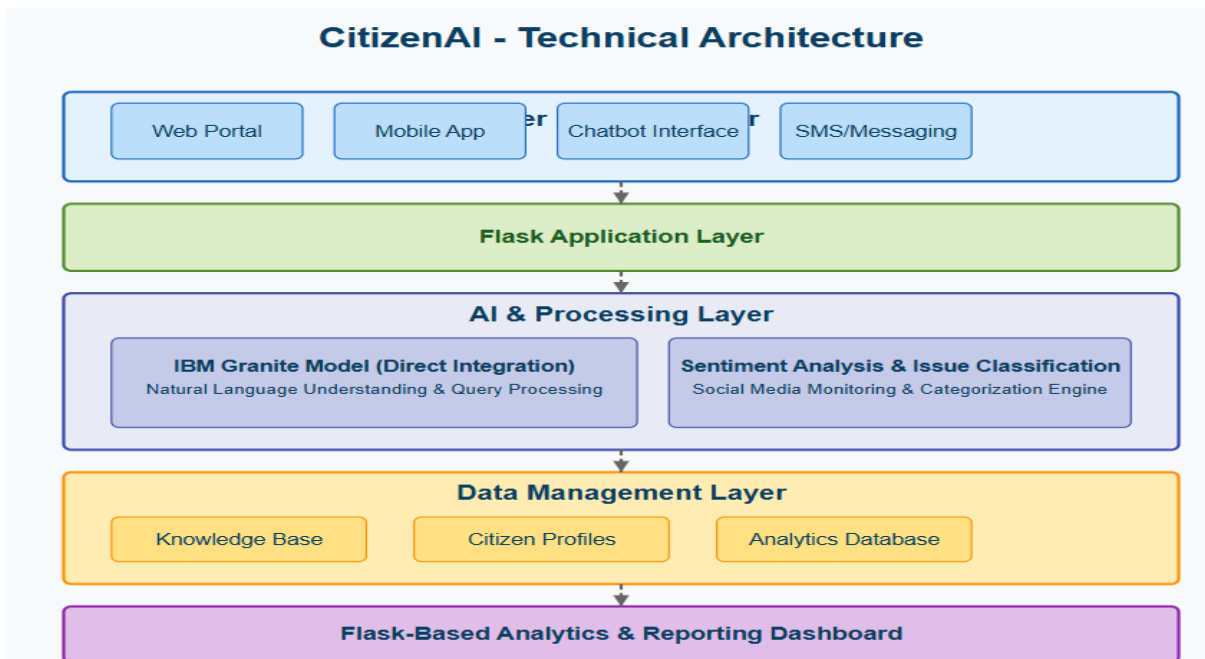 CitizenAI - Technical Architecture
Web Portal
Mobile App
Chatbot Interface
SMS/Messaging
Flask Application Layer
AI & Processing Layer
IBM Granite Model (Direct Integration)
Natural Language Understanding & Query Processing
Sentiment Analysis & Issue Classification
Social Media Monitoring & Categorization Engine
Data Management Layer
Knowledge Base
Citizen Profiles
Analytics Database
Flask-Based Analytics & Reporting Dashboard